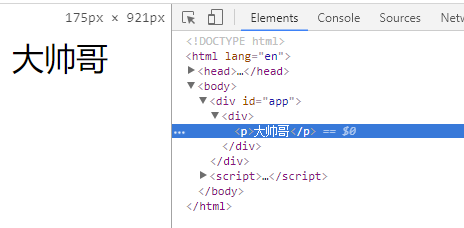 175px × 921px
大帅哥
Elements Console Sources Netw
<!DOCTYPE html>
<html lang="en">
<head>…</head>
<body>
<div id="app">
<div>
… <p>大帅哥</p> == $0
</div>
</div>
<script>…</script>
</body>
</html>